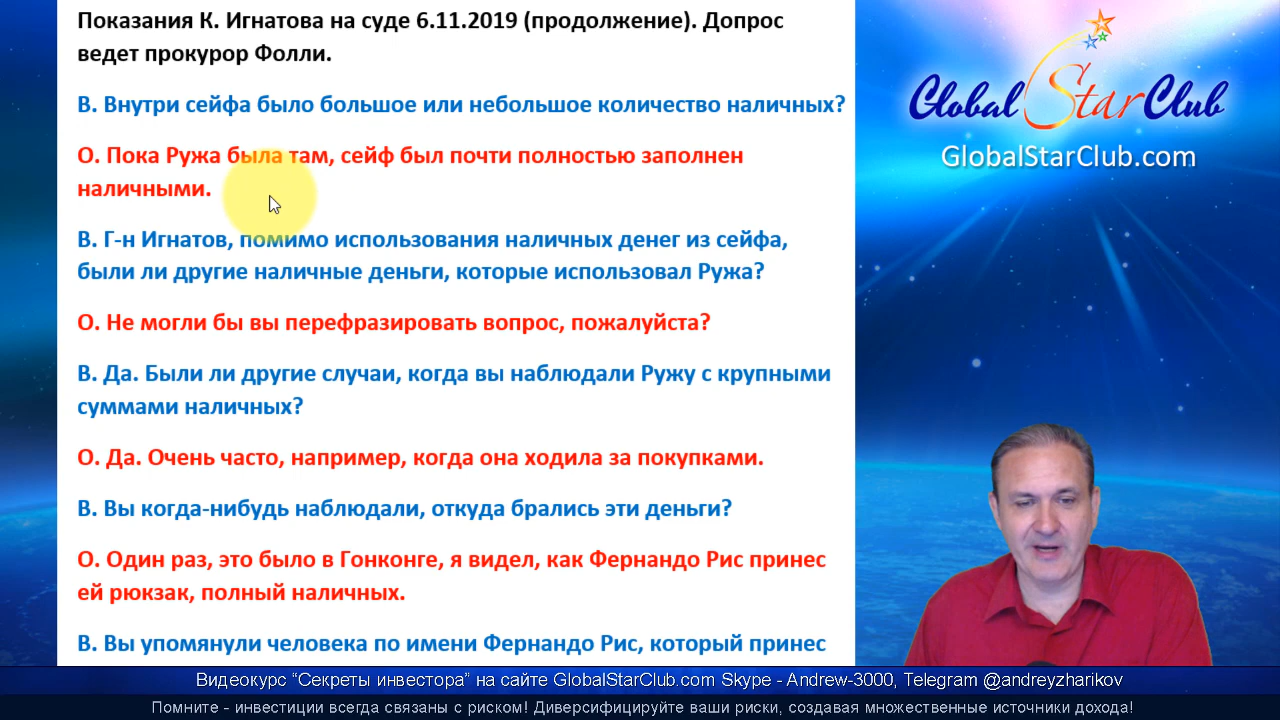 Показания К. Игнатова на суде 6.11.2019 (продолжение). Допрос
ведет прокурор Фолли.
В. Внутри сейфа было большое или небольшое количество наличных?
О. Пока Ружа была там, сейф был почти полностью заполнен
наличными.
В. Г-н Игнатов, помимо использования наличных денег из сейфа,
были ли другие наличные деньги, которые использовал Ружа?
О. Не могли бы вы перефразировать вопрос, пожалуйста?
В. Да. Были ли другие случаи, когда вы наблюдали Ружу с крупными
суммами наличных?
О. Да. Очень часто, например, когда она ходила за покупками.
В. Вы когда-нибудь наблюдали, откуда брались эти деньги?
О. Один раз, это было в Гонконге, я видел, как Фернандо Рис принес
ей рюкзак, полный наличных.
В. Вы упомянули человека по имени Фернандо Рис, который принес
Global Star Club
GlobalStarClub.com
Видеокурс “Секреты инвестора” на сайте GlobalStarClub.com Skype - Andrew-3000, Telegram @andreyzharikov
Помните - инвестиции всегда связаны с риском! Диверсифицируйте ваши риски, создавая множественные источники дохода!